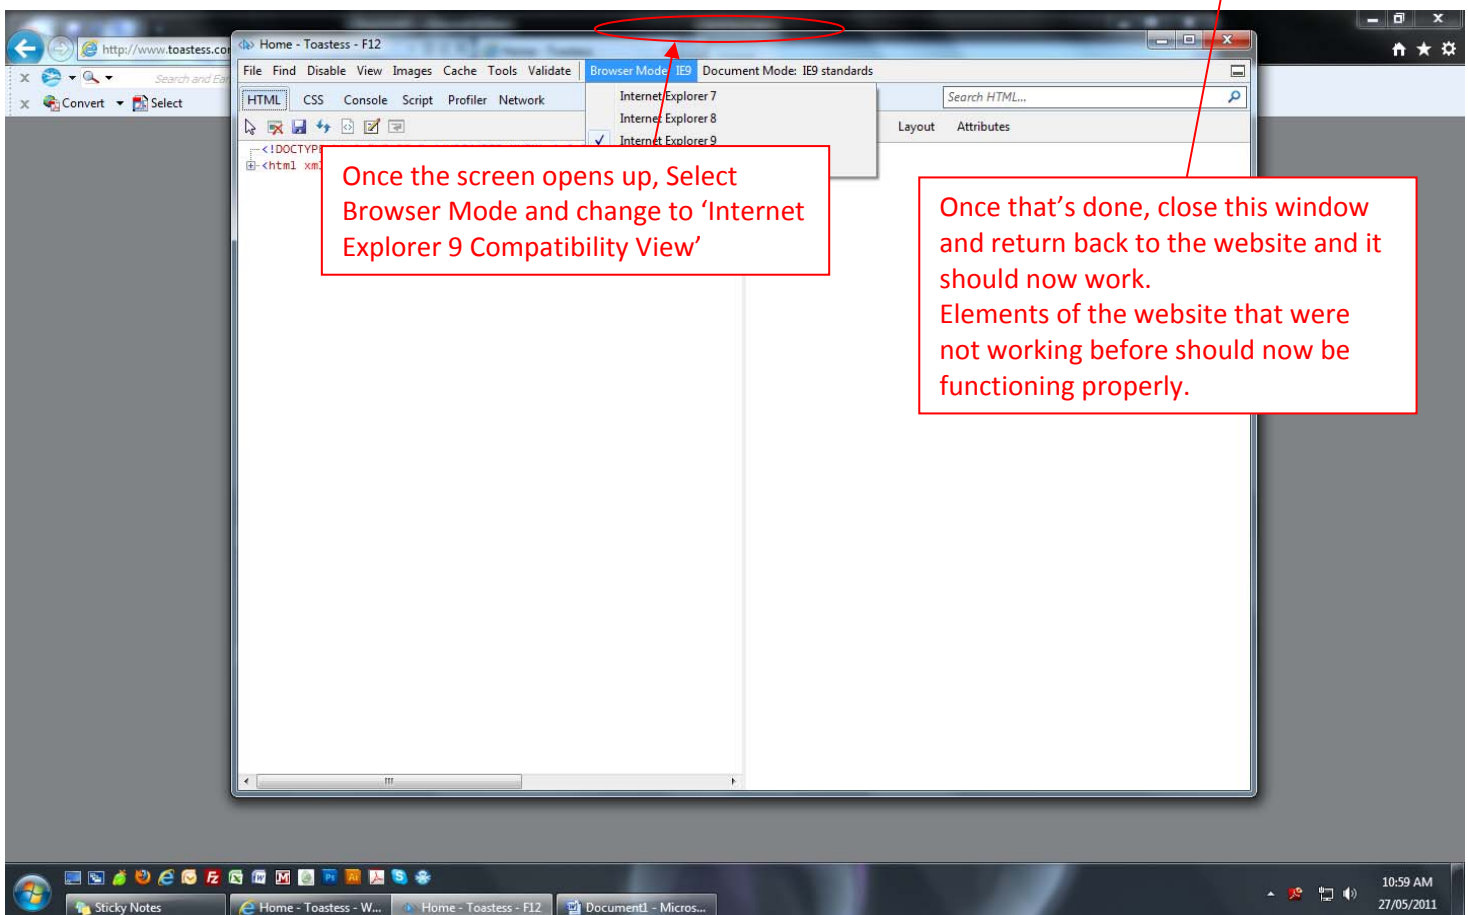 http://www.toastess.co
Home - Toastess - F12
File Find Disable View Images Cache Tools Validate Browser Mode: IE9 Document Mode: IE9 standards
Search and
Convert Select
HTML CSS Console Script Profiler Network
Search HTML...
Internet Explorer 7
Internet Explorer 8
Internet Explorer 9
Layout Attributes
<!DOCTYP
<html xml
Once the screen opens up, Select
Browser Mode and change to ‘Internet
Explorer 9 Compatibility View’
Once that’s done, close this window
and return back to the website and it
should now work.
Elements of the website that were
not working before should now be
functioning properly.
Sticky Notes
Home - Toastess - W...
Home - Toastess - F12
Document1 - Micros...
10:59 AM
27/05/2011